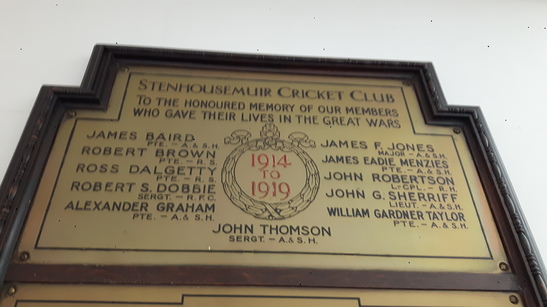 STENHOUSEMUIR CRICKET CLUB
TO THE HONOURED MEMORY OF OUR MEMBERS
WHO GAVE THEIR LIVES IN THE GREAT WARS
JAMES BAIRD
PTE. – A. & S. H.
ROBERT BROWN
PTE. – R. S.
ROSS DALGETTY
PTE. – R. S.
ROBERT S. DOBBIE
SERGT. – R. F. C.
ALEXANDER GRAHAM
PTE. – A. & S. H.
1914
TO
1919
JAMES F. JONES
MAJOR – A. & S. H.
JAMES EADIE MENZIES
PTE. – A. & S. H.
JOHN ROBERTSON
L-CPL. – R. H.
JOHN G. SHERRIFF
LIEUT. – A. & S. H.
WILLIAM GARDNER TAYLOR
PTE. – A. & S. H.
JOHN THOMSON
SERGT. – A. & S. H.